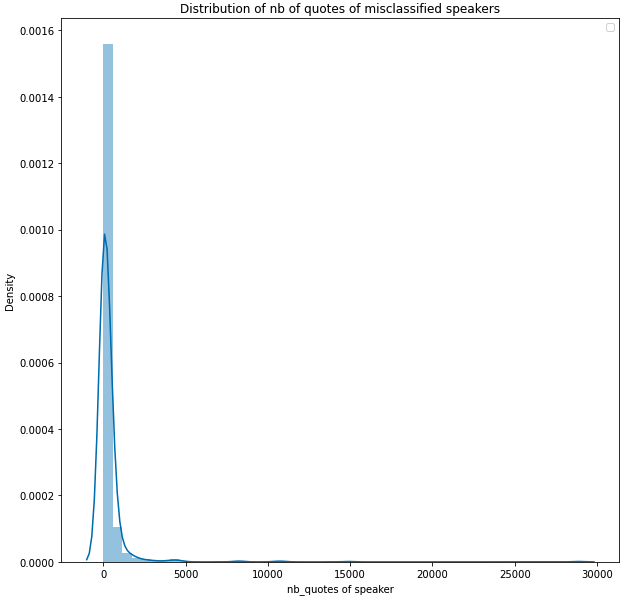 Distribution of nb of quotes of misclassified speakers
0.0016
0.0014
0.0012
0.0010
0.0008
0.0006
0.0004
0.0002
0.0000
Density
0 5000 10000 15000 20000 25000 30000
nb_quotes of speaker